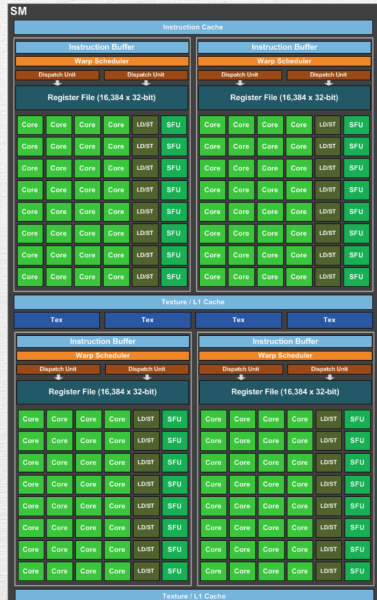 SM
Instruction Cache
Instruction Buffer Instruction Buffer
Warp Scheduler Warp Scheduler
Dispatch Unit Dispatch Unit Dispatch Unit Dispatch Unit
Register File (16,384 x 32-bit) Register File (16,384 x 32-bit)
Core Core Core Core LD/ST SFU Core Core Core Core LD/ST SFU
Core Core Core Core LD/ST SFU Core Core Core Core LD/ST SFU
Core Core Core Core LD/ST SFU Core Core Core Core LD/ST SFU
Core Core Core Core LD/ST SFU Core Core Core Core LD/ST SFU
Core Core Core Core LD/ST SFU Core Core Core Core LD/ST SFU
Core Core Core Core LD/ST SFU Core Core Core Core LD/ST SFU
Core Core Core Core LD/ST SFU Core Core Core Core LD/ST SFU
Core Core Core Core LD/ST SFU Core Core Core Core LD/ST SFU
Texture / L1 Cache
Tex Tex Tex Tex
Instruction Buffer Instruction Buffer
Warp Scheduler Warp Scheduler
Dispatch Unit Dispatch Unit Dispatch Unit Dispatch Unit
Register File (16,384 x 32-bit) Register File (16,384 x 32-bit)
Core Core Core Core LD/ST SFU Core Core Core Core LD/ST SFU
Core Core Core Core LD/ST SFU Core Core Core Core LD/ST SFU
Core Core Core Core LD/ST SFU Core Core Core Core LD/ST SFU
Core Core Core Core LD/ST SFU Core Core Core Core LD/ST SFU
Core Core Core Core LD/ST SFU Core Core Core Core LD/ST SFU
Core Core Core Core LD/ST SFU Core Core Core Core LD/ST SFU
Core Core Core Core LD/ST SFU Core Core Core Core LD/ST SFU
Core Core Core Core LD/ST SFU Core Core Core Core LD/ST SFU
Texture / L1 Cache